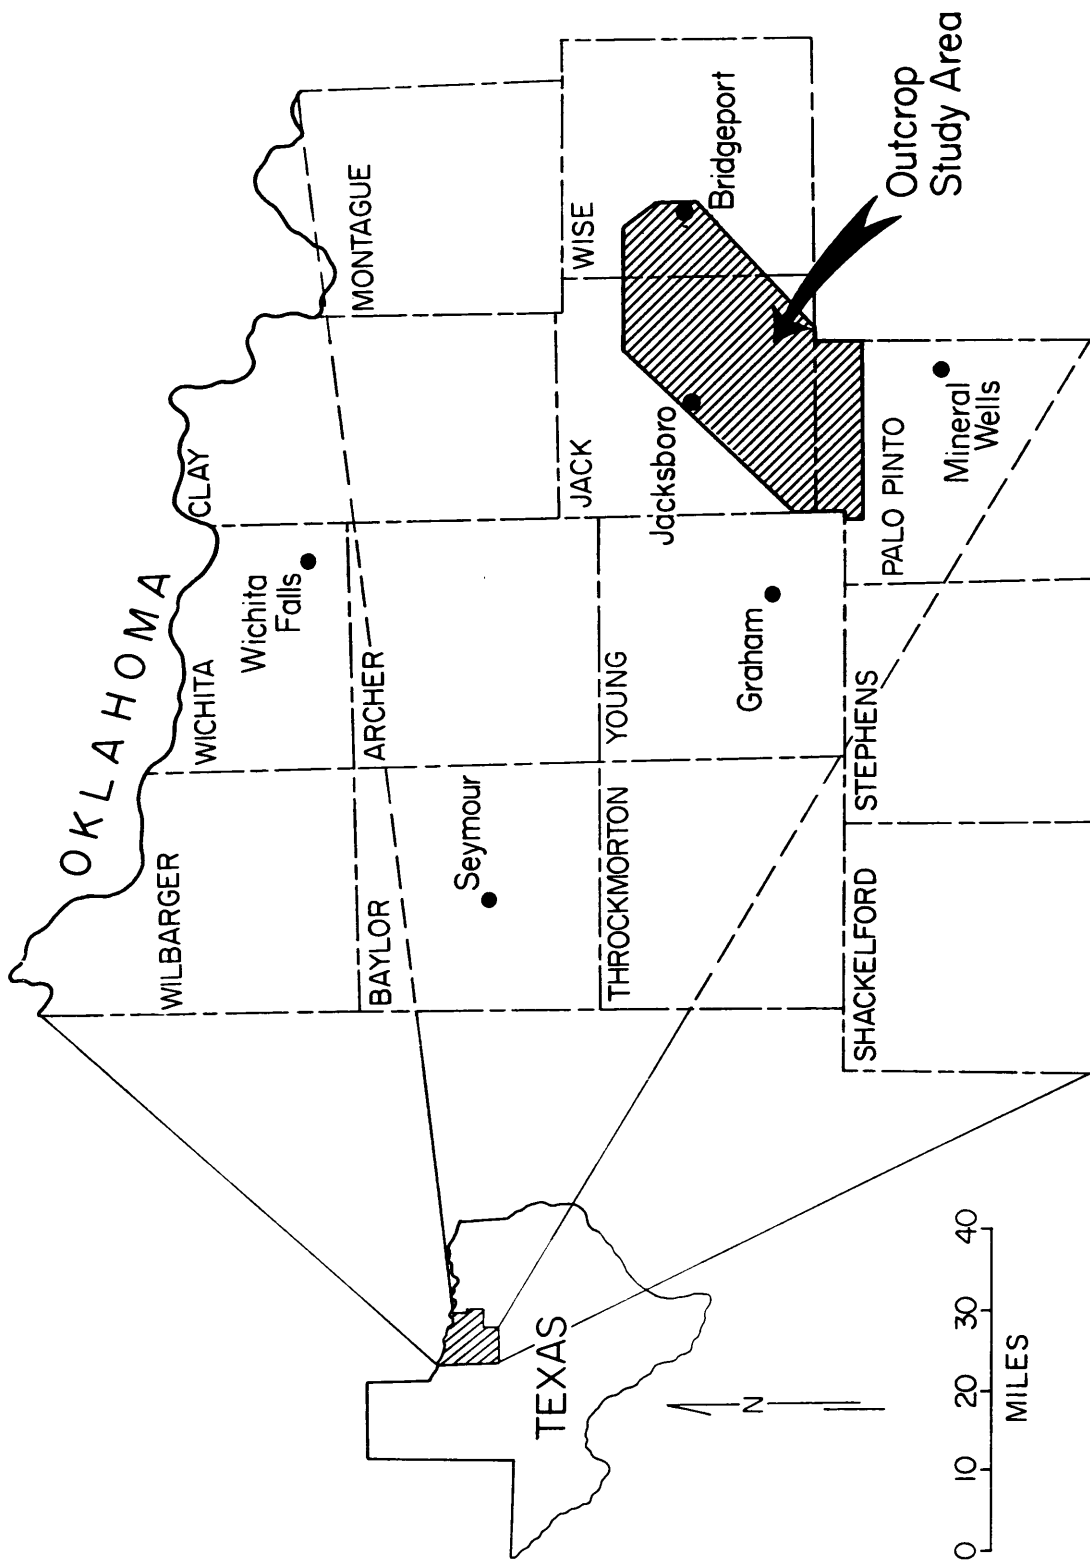 OKLAHOMA
WILBARGER
WICHITA
CLAY
Wichita
Falls
MONTAGUE
BAYLOR
ARCHER
Seymour
JACK
WISE
THROCKMORTON
YOUNG
Jacksboro
Bridgeport
Graham
SHACKELFORD
STEPHENS
PALO PINTO
Mineral
Wells
Outcrop
Study Area
TEXAS
N
0 10 20 30 40
MILES